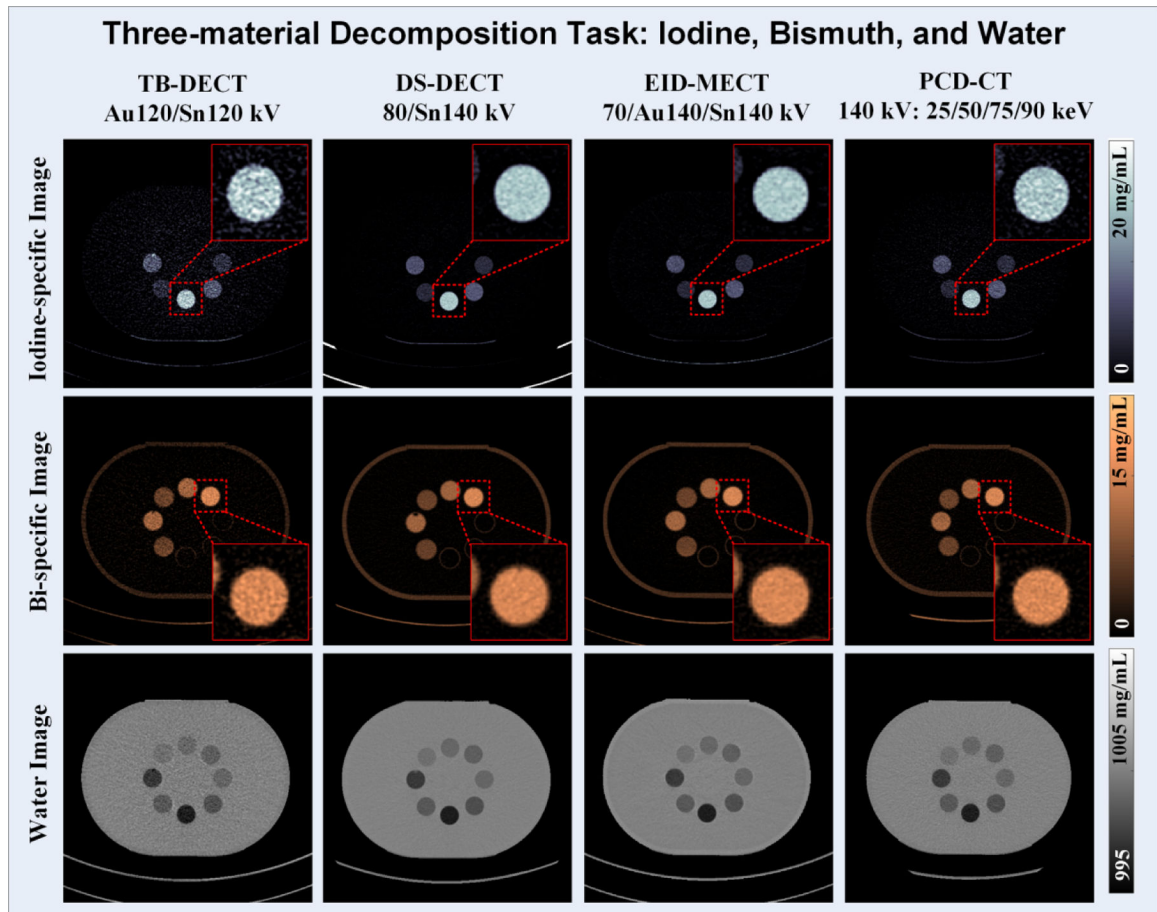 Three-material Decomposition Task: Iodine, Bismuth, and Water
TB-DECT
Au120/Sn120 kV
DS-DECT
80/Sn140 kV
EID-MECT
70/Au140/Sn140 kV
PCD-CT
140 kV: 25/50/75/90 keV
Iodine-specific Image
0
20 mg/mL
Bi-specific Image
0
15 mg/mL
Water Image
995
1005 mg/mL